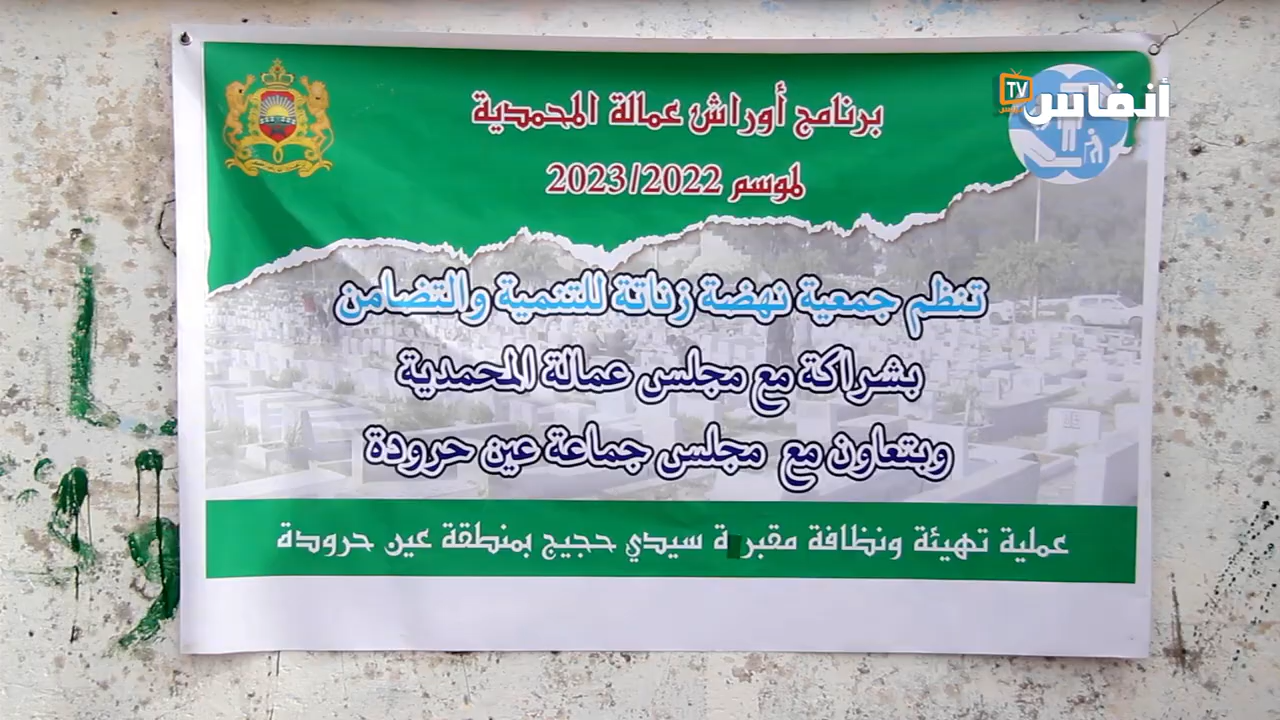 برنامج أوراش عمالة المحمدية
لموسم 2023/2022
تنظم جمعية نهضة زناتة للتنمية والتضامن
بشراكة مع مجلس عمالة المحمدية
وبتعاون مع مجلس جماعة عين حرودة
عملية تهيئة ونظافة مقبرة سيدي حجيج بمنطقة عين حرودة
أنفاس
TV